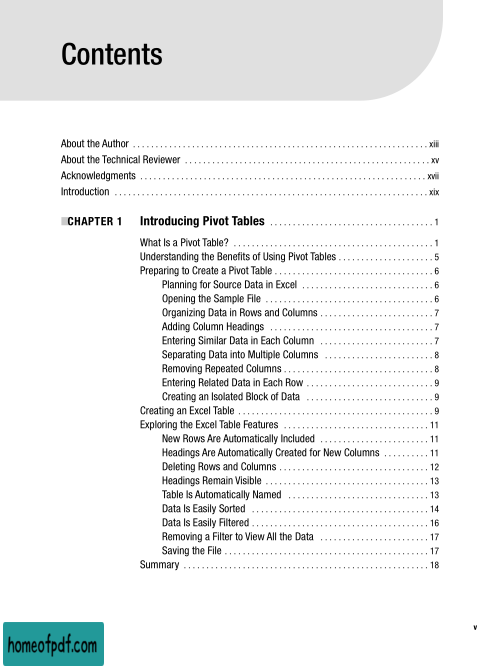 Contents
About the Author . . . . . . . . . . . . . . . . . . . . . . . . . . . . . . . . . . . . . . . . . . . . . . . . . . . . . . . . . . . . . . . . . xiii
About the Technical Reviewer . . . . . . . . . . . . . . . . . . . . . . . . . . . . . . . . . . . . . . . . . . . . . . . . . . . . . . xv
Acknowledgments . . . . . . . . . . . . . . . . . . . . . . . . . . . . . . . . . . . . . . . . . . . . . . . . . . . . . . . . . . . . . . . xvii
Introduction . . . . . . . . . . . . . . . . . . . . . . . . . . . . . . . . . . . . . . . . . . . . . . . . . . . . . . . . . . . . . . . . . . . . . xix
■CHAPTER 1 Introducing Pivot Tables . . . . . . . . . . . . . . . . . . . . . . . . . . . . . . . . . . . . 1
What Is a Pivot Table? . . . . . . . . . . . . . . . . . . . . . . . . . . . . . . . . . . . . . . . . . . . . 1
Understanding the Benefits of Using Pivot Tables . . . . . . . . . . . . . . . . . . . . . 5
Preparing to Create a Pivot Table . . . . . . . . . . . . . . . . . . . . . . . . . . . . . . . . . . . 6
Planning for Source Data in Excel . . . . . . . . . . . . . . . . . . . . . . . . . . . . . 6
Opening the Sample File . . . . . . . . . . . . . . . . . . . . . . . . . . . . . . . . . . . . . 6
Organizing Data in Rows and Columns . . . . . . . . . . . . . . . . . . . . . . . . . 7
Adding Column Headings . . . . . . . . . . . . . . . . . . . . . . . . . . . . . . . . . . . . 7
Entering Similar Data in Each Column . . . . . . . . . . . . . . . . . . . . . . . . . 7
Separating Data into Multiple Columns . . . . . . . . . . . . . . . . . . . . . . . . 8
Removing Repeated Columns . . . . . . . . . . . . . . . . . . . . . . . . . . . . . . . . . 8
Entering Related Data in Each Row . . . . . . . . . . . . . . . . . . . . . . . . . . . . 9
Creating an Isolated Block of Data . . . . . . . . . . . . . . . . . . . . . . . . . . . . 9
Creating an Excel Table . . . . . . . . . . . . . . . . . . . . . . . . . . . . . . . . . . . . . . . . . . . 9
Exploring the Excel Table Features . . . . . . . . . . . . . . . . . . . . . . . . . . . . . . . . 11
New Rows Are Automatically Included . . . . . . . . . . . . . . . . . . . . . . . . 11
Headings Are Automatically Created for New Columns . . . . . . . . . . 11
Deleting Rows and Columns . . . . . . . . . . . . . . . . . . . . . . . . . . . . . . . . . 12
Headings Remain Visible . . . . . . . . . . . . . . . . . . . . . . . . . . . . . . . . . . . . 13
Table Is Automatically Named . . . . . . . . . . . . . . . . . . . . . . . . . . . . . . . 13
Data Is Easily Sorted . . . . . . . . . . . . . . . . . . . . . . . . . . . . . . . . . . . . . . . 14
Data Is Easily Filtered . . . . . . . . . . . . . . . . . . . . . . . . . . . . . . . . . . . . . . . 16
Removing a Filter to View All the Data . . . . . . . . . . . . . . . . . . . . . . . . 17
Saving the File . . . . . . . . . . . . . . . . . . . . . . . . . . . . . . . . . . . . . . . . . . . . . 17
Summary . . . . . . . . . . . . . . . . . . . . . . . . . . . . . . . . . . . . . . . . . . . . . . . . . . . . . . 18
v
homeofpdf.com